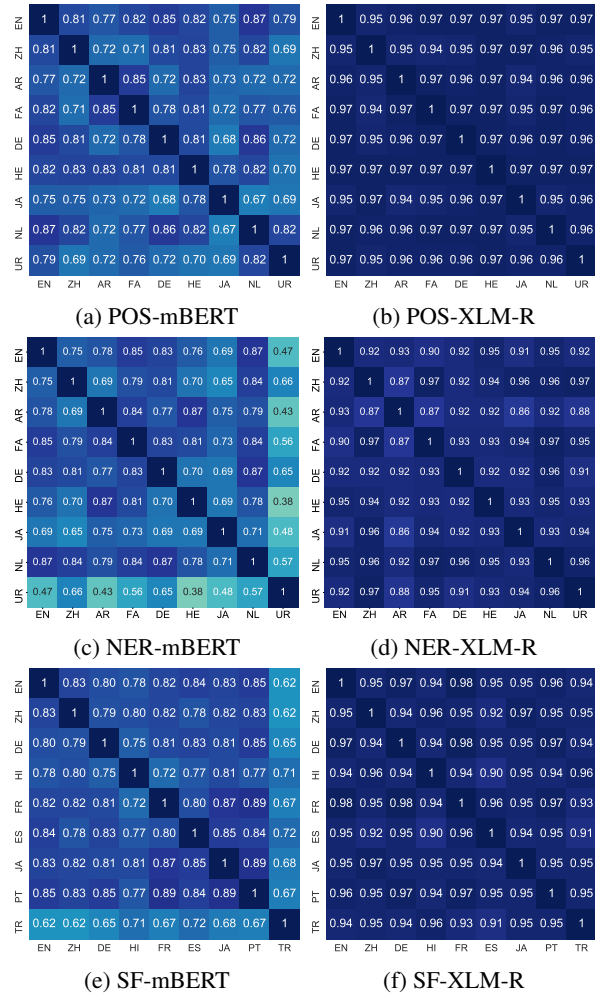 EN 1 0.81 0.77 0.82 0.85 0.82 0.75 0.87 0.79
ZH 0.81 1 0.72 0.71 0.81 0.83 0.75 0.82 0.69
AR 0.77 0.72 1 0.85 0.72 0.83 0.73 0.72 0.72
FA 0.82 0.71 0.85 1 0.78 0.81 0.72 0.77 0.76
DE 0.85 0.81 0.72 0.78 1 0.81 0.68 0.86 0.72
HE 0.82 0.83 0.83 0.81 0.81 1 0.78 0.82 0.70
JA 0.75 0.75 0.73 0.72 0.68 0.78 1 0.67 0.69
NL 0.87 0.82 0.72 0.77 0.86 0.82 0.67 1 0.82
UR 0.79 0.69 0.72 0.76 0.72 0.70 0.69 0.82 1
EN ZH AR FA DE HE JA NL UR
(a) POS-mBERT
EN 1 0.95 0.96 0.97 0.97 0.97 0.95 0.97 0.97
ZH 0.95 1 0.95 0.94 0.95 0.97 0.97 0.96 0.95
AR 0.96 0.95 1 0.97 0.96 0.97 0.94 0.96 0.96
FA 0.97 0.94 0.97 1 0.97 0.97 0.95 0.97 0.96
DE 0.97 0.95 0.96 0.97 1 0.97 0.96 0.97 0.96
HE 0.97 0.97 0.97 0.97 0.97 1 0.97 0.97 0.97
JA 0.95 0.97 0.94 0.95 0.96 0.97 1 0.95 0.96
NL 0.97 0.96 0.96 0.97 0.97 0.97 0.95 1 0.96
UR 0.97 0.95 0.96 0.96 0.96 0.97 0.96 0.96 1
EN ZH AR FA DE HE JA NL UR
(b) POS-XLM-R
EN 1 0.75 0.78 0.85 0.83 0.76 0.69 0.87 0.47
ZH 0.75 1 0.69 0.79 0.81 0.70 0.65 0.84 0.66
AR 0.78 0.69 1 0.84 0.77 0.87 0.75 0.79 0.43
FA 0.85 0.79 0.84 1 0.83 0.81 0.73 0.84 0.56
DE 0.83 0.81 0.77 0.83 1 0.70 0.69 0.87 0.65
HE 0.76 0.70 0.87 0.81 0.70 1 0.69 0.78 0.38
JA 0.69 0.65 0.75 0.73 0.69 0.69 1 0.71 0.48
NL 0.87 0.84 0.79 0.84 0.87 0.78 0.71 1 0.57
UR 0.47 0.66 0.43 0.56 0.65 0.38 0.48 0.57 1
EN ZH AR FA DE HE JA NL UR
(c) NER-mBERT
EN 1 0.92 0.93 0.90 0.92 0.95 0.91 0.95 0.92
ZH 0.92 1 0.87 0.97 0.92 0.94 0.96 0.96 0.97
AR 0.93 0.87 1 0.87 0.92 0.92 0.86 0.92 0.88
FA 0.90 0.97 0.87 1 0.93 0.93 0.94 0.97 0.95
DE 0.92 0.92 0.92 0.93 1 0.92 0.92 0.96 0.91
HE 0.95 0.94 0.92 0.93 0.92 1 0.93 0.95 0.93
JA 0.91 0.96 0.86 0.94 0.92 0.93 1 0.93 0.94
NL 0.95 0.96 0.92 0.97 0.96 0.95 0.93 1 0.96
UR 0.92 0.97 0.88 0.95 0.91 0.93 0.94 0.96 1
EN ZH AR FA DE HE JA NL UR
(d) NER-XLM-R
EN 1 0.83 0.80 0.78 0.82 0.84 0.83 0.85 0.62
ZH 0.83 1 0.79 0.80 0.82 0.78 0.82 0.83 0.62
DE 0.80 0.79 1 0.75 0.81 0.83 0.81 0.85 0.65
HI 0.78 0.80 0.75 1 0.72 0.77 0.81 0.77 0.71
FR 0.82 0.82 0.81 0.72 1 0.80 0.87 0.89 0.67
ES 0.84 0.78 0.83 0.77 0.80 1 0.85 0.84 0.72
JA 0.83 0.82 0.81 0.81 0.87 0.85 1 0.89 0.68
PT 0.85 0.83 0.85 0.77 0.89 0.84 0.89 1 0.67
TR 0.62 0.62 0.65 0.71 0.67 0.72 0.68 0.67 1
EN ZH DE HI FR ES JA PT TR
(e) SF-mBERT
EN 1 0.95 0.97 0.94 0.98 0.95 0.95 0.96 0.94
ZH 0.95 1 0.94 0.96 0.95 0.92 0.97 0.95 0.95
DE 0.97 0.94 1 0.94 0.98 0.95 0.95 0.97 0.94
HI 0.94 0.96 0.94 1 0.94 0.90 0.95 0.94 0.96
FR 0.98 0.95 0.98 0.94 1 0.96 0.95 0.97 0.93
ES 0.95 0.92 0.95 0.90 0.96 1 0.94 0.95 0.91
JA 0.95 0.97 0.95 0.95 0.95 0.94 1 0.95 0.95
PT 0.96 0.95 0.97 0.94 0.97 0.95 0.95 1 0.95
TR 0.94 0.95 0.94 0.96 0.93 0.91 0.95 0.95 1
EN ZH DE HI FR ES JA PT TR
(f) SF-XLM-R